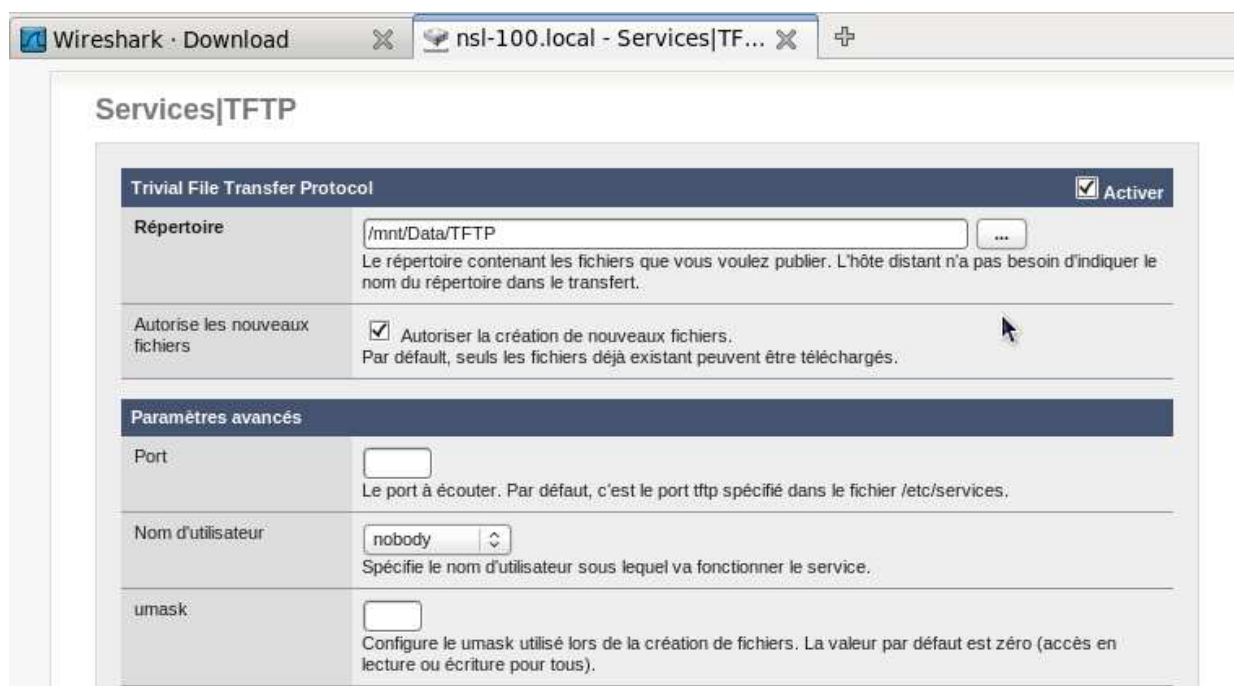 Wireshark · Download
nsl-100.local - Services|TF...
Services|TFTP
Trivial File Transfer Protocol
Activer
Répertoire
/mnt/Data/TFTP
...
Le répertoire contenant les fichiers que vous voulez publier. L'hôte distant n'a pas besoin d'indiquer le
nom du répertoire dans le transfert.
Autorise les nouveaux
fichiers
Autoriser la création de nouveaux fichiers.
Par défault, seuls les fichiers déjà existant peuvent être téléchargés.
Paramètres avancés
Port
Le port à écouter. Par défaut, c'est le port tftp spécifié dans le fichier /etc/services.
Nom d'utilisateur
nobody
Spécifie le nom d'utilisateur sous lequel va fonctionner le service.
umask
Configure le umask utilisé lors de la création de fichiers. La valeur par défaut est zéro (accès en
lecture ou écriture pour tous).